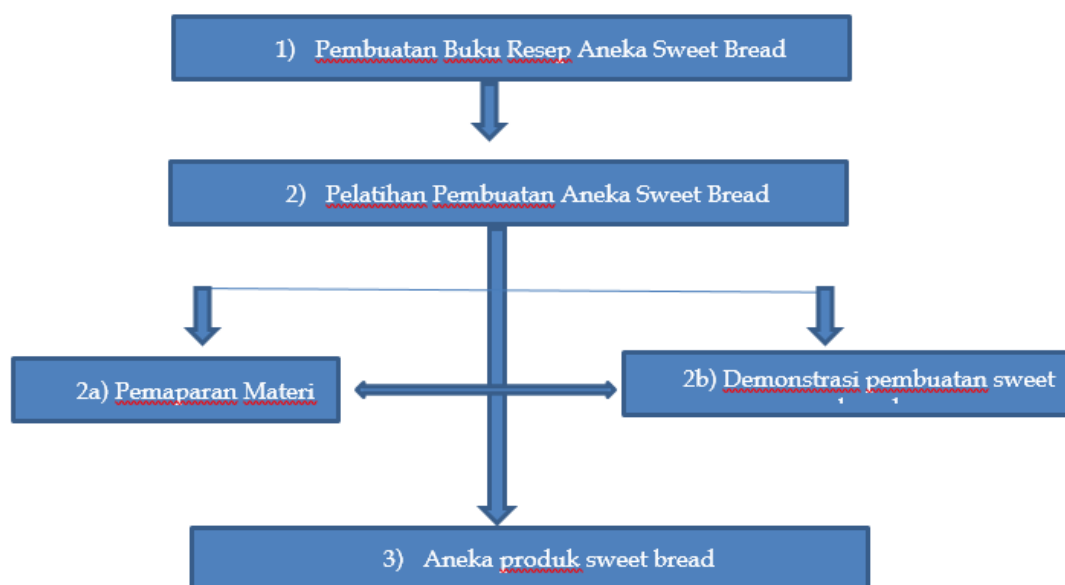 1) Pembuatan Buku Resep Aneka Sweet Bread
2) Pelatihan Pembuatan Aneka Sweet Bread
2a) Pemaparan Materi
2b) Demonstrasi pembuatan sweet
3) Aneka produk sweet bread